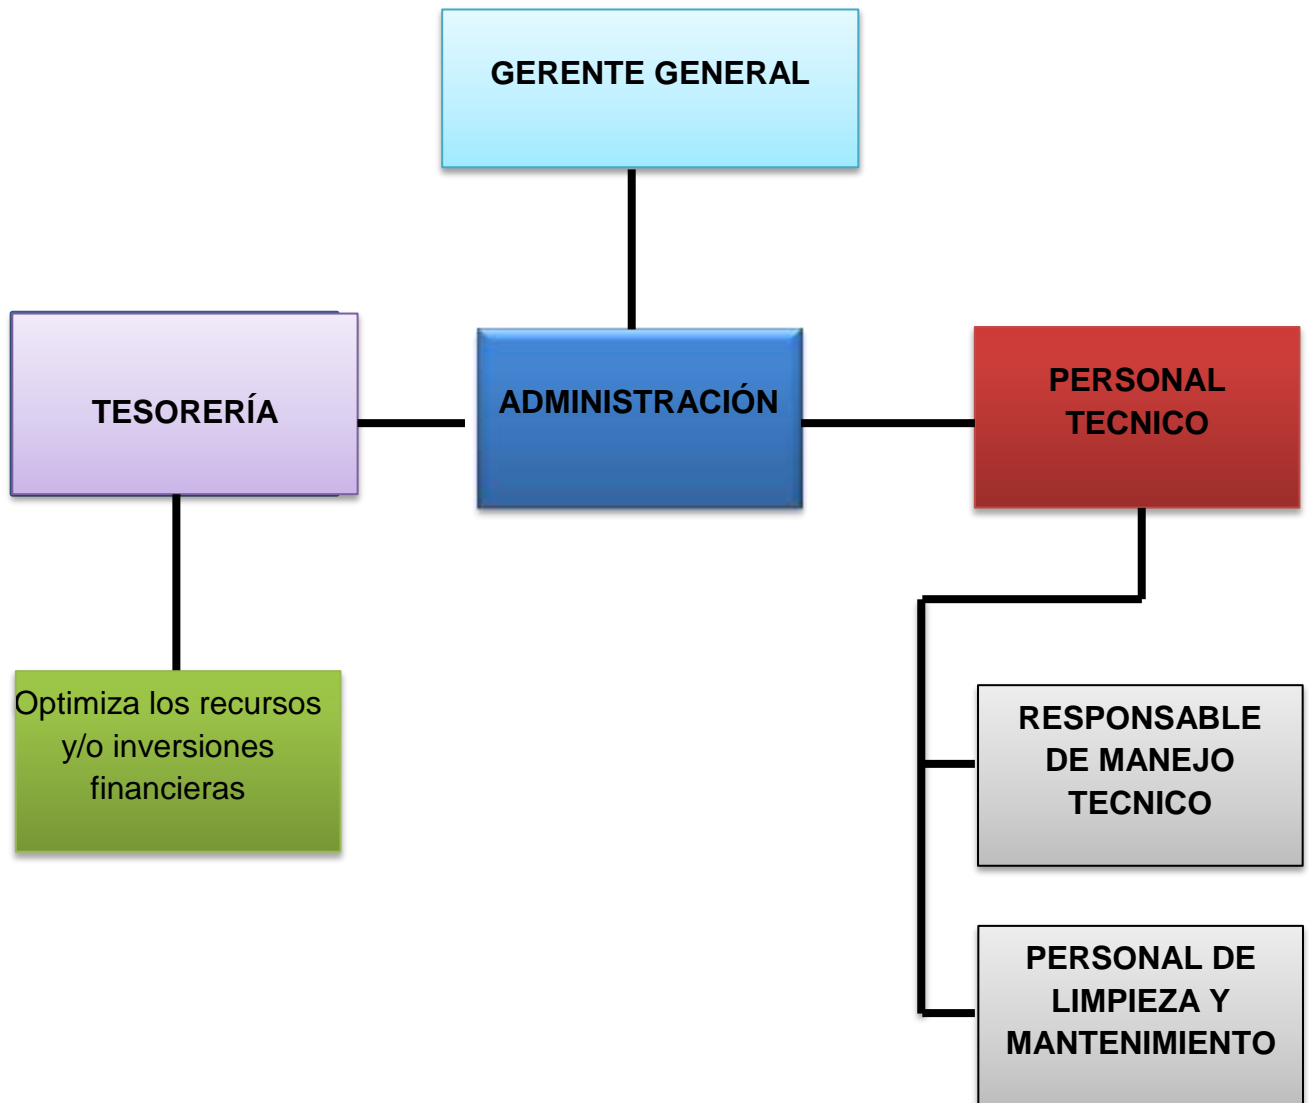 GERENTE GENERAL
TESORERÍA
ADMINISTRACIÓN
PERSONAL
TECNICO
Optimiza los recursos
y/o inversiones
financieras
RESPONSABLE
DE MANEJO
TECNICO
PERSONAL DE
LIMPIEZA Y
MANTENIMIENTO